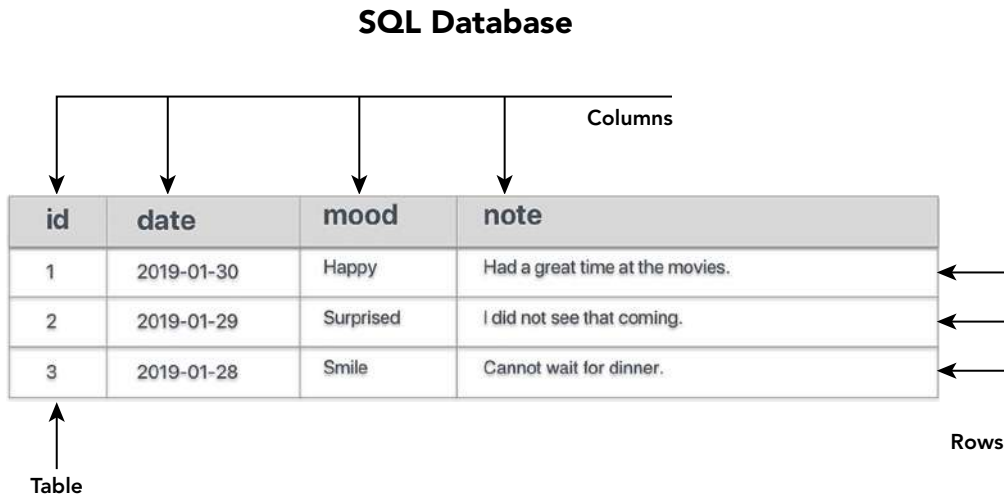 SQL Database
Columns
id date mood note
1 2019-01-30 Happy Had a great time at the movies.
2 2019-01-29 Surprised I did not see that coming.
3 2019-01-28 Smile Cannot wait for dinner.
Rows
Table